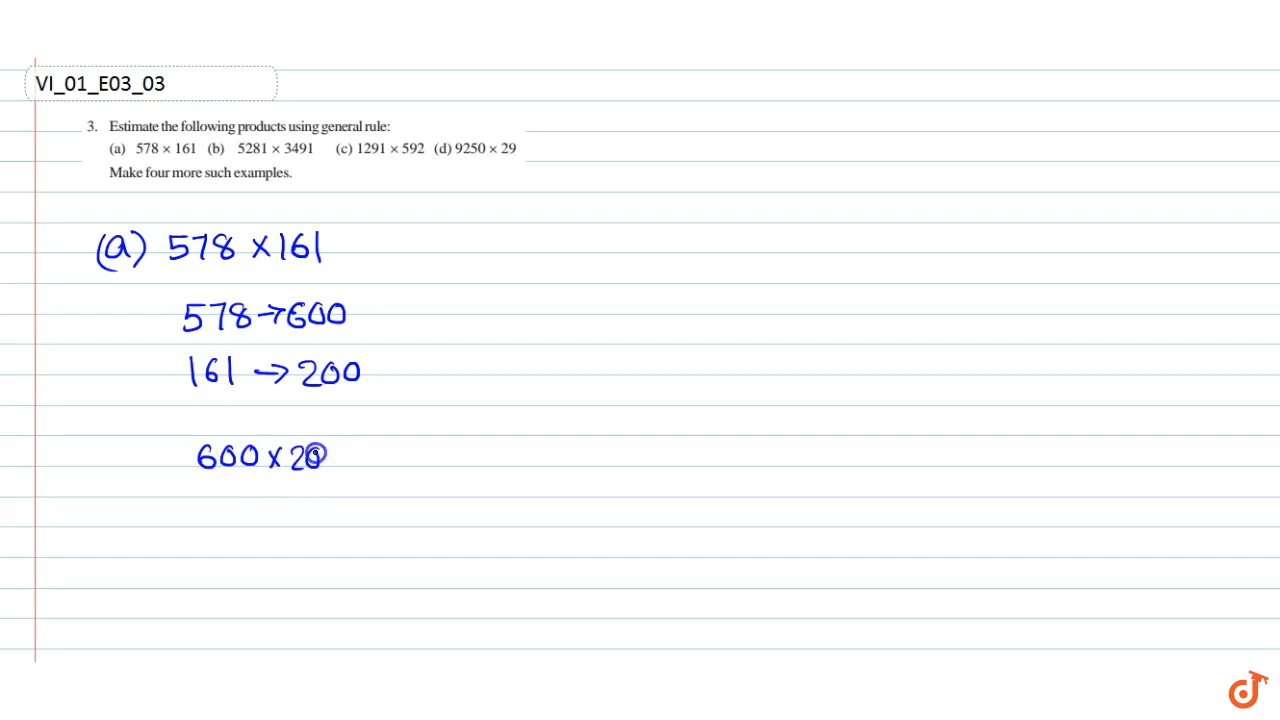 VI_01_E03_03
3. Estimate the following products using general rule:
(a) 578 × 161 (b) 5281 × 3491 (c) 1291 × 592 (d) 9250 × 29
Make four more such examples.
(a) 578 × 161
578 → 600
161 → 200
600 × 20